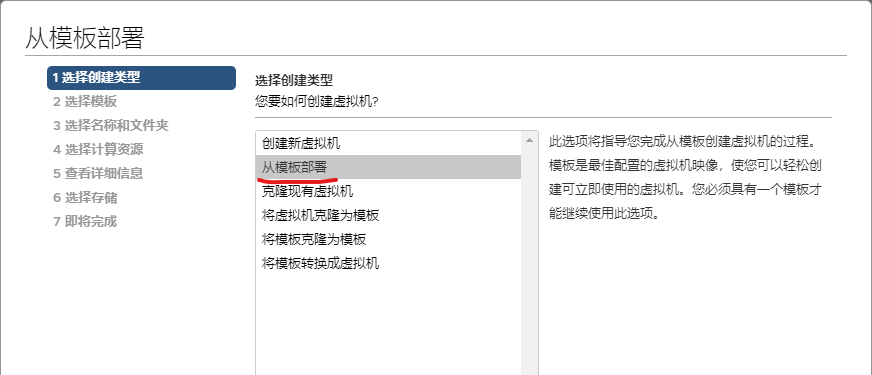 从模板部署
1 选择创建类型
2 选择模板
3 选择名称和文件夹
4 选择计算资源
5 查看详细信息
6 选择存储
7 即将完成
选择创建类型
您要如何创建虚拟机?
创建新虚拟机
从模板部署
克隆现有虚拟机
将虚拟机克隆为模板
将模板克隆为模板
将模板转换成虚拟机
此选项将指导您完成从模板创建虚拟机的过程。
模板是最佳配置的虚拟机映像，使您可以轻松创
建可立即使用的虚拟机。您必须具有一个模板才
能继续使用此选项。